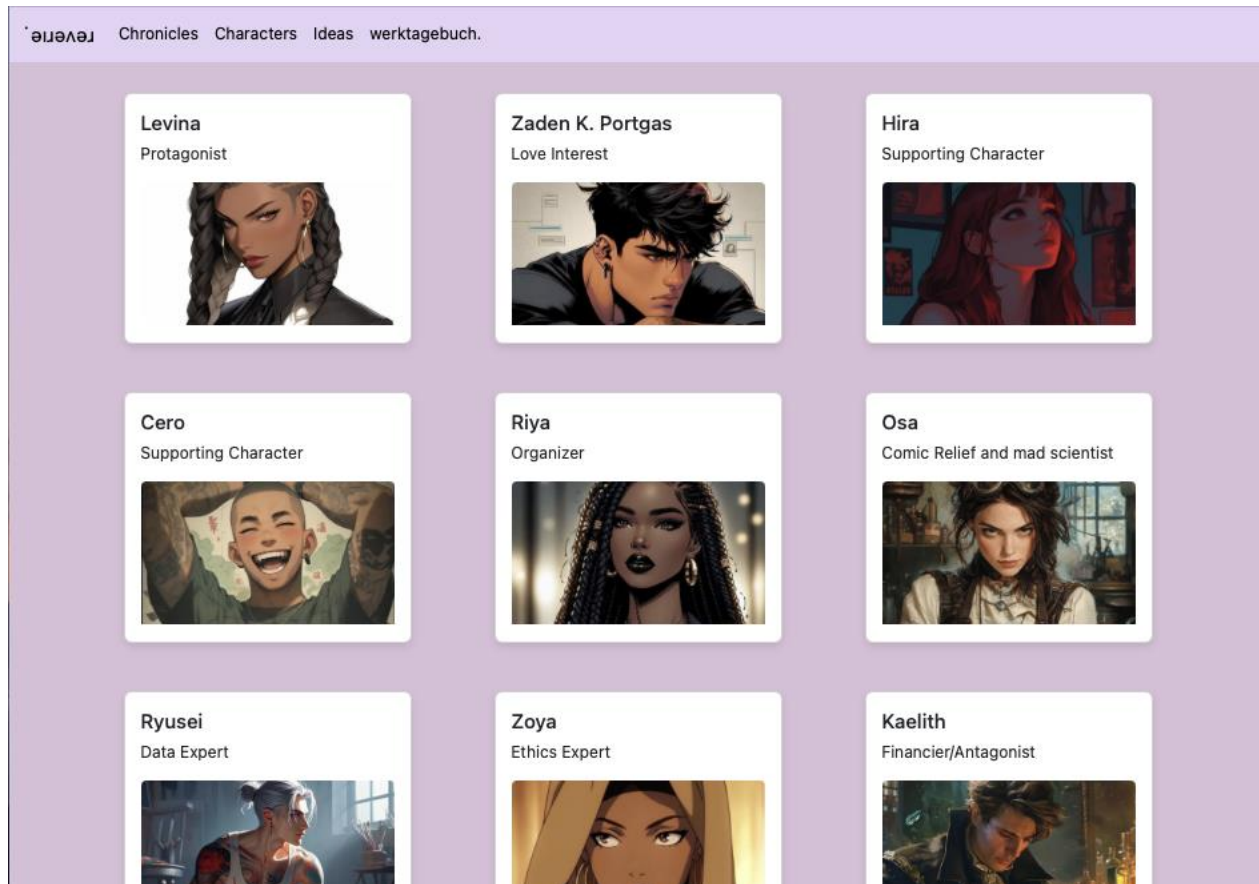 reverie.
Chronicles Characters Ideas werktagebuch.
Levina
Protagonist
Zaden K. Portgas
Love Interest
Hira
Supporting Character
Cero
Supporting Character
Riya
Organizer
Osa
Comic Relief and mad scientist
Ryusei
Data Expert
Zoya
Ethics Expert
Kaelith
Financier/Antagonist